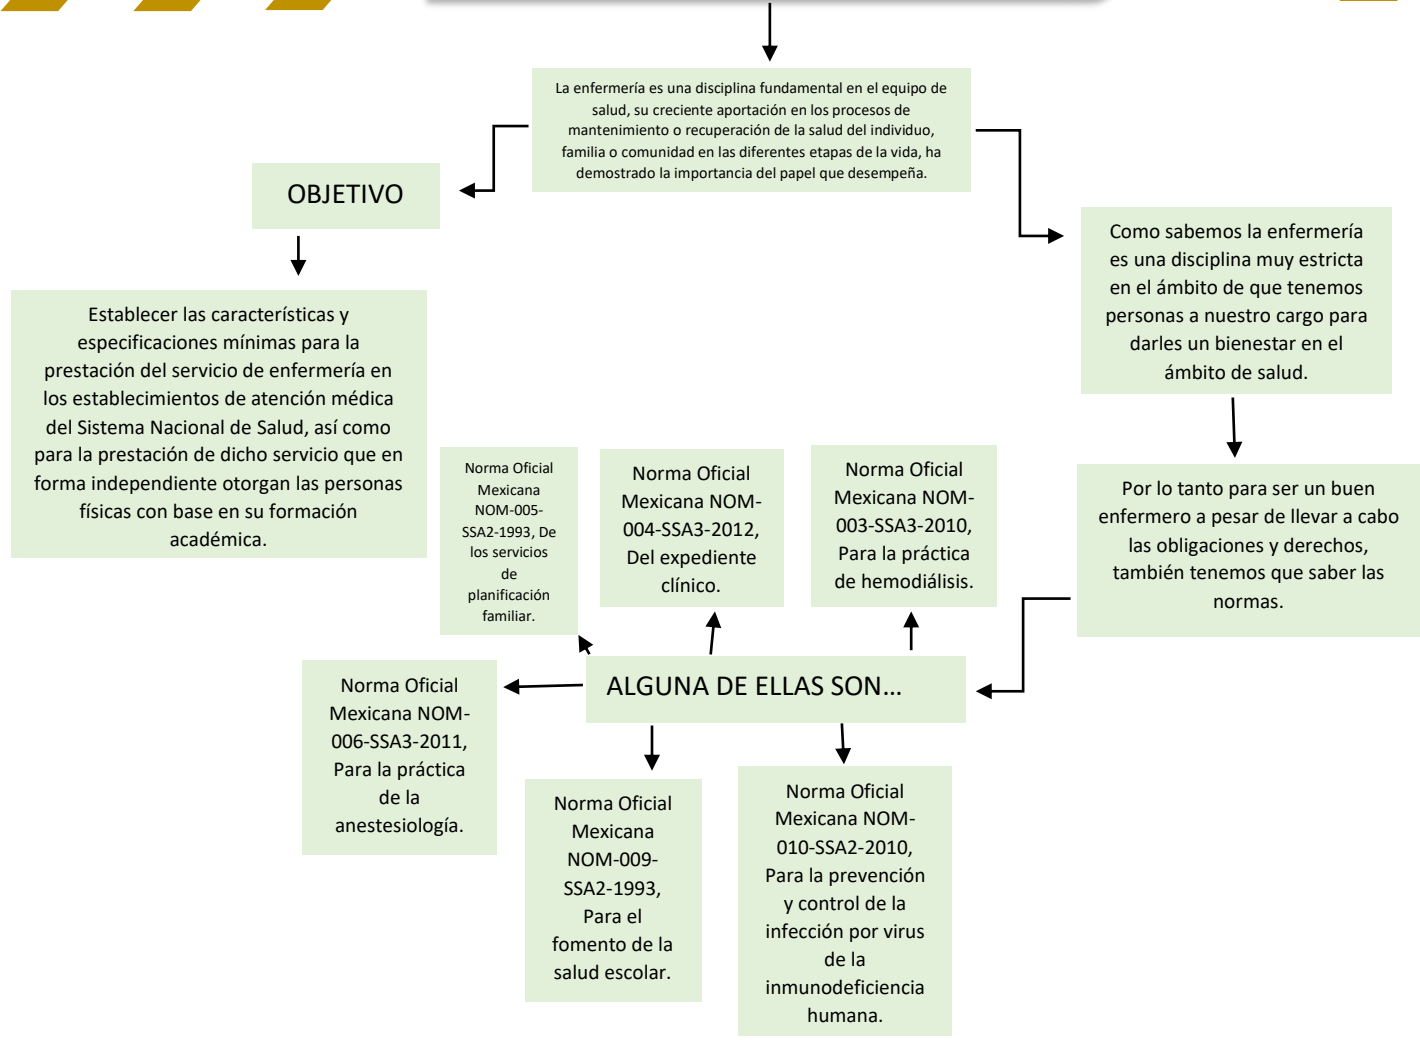 La enfermería es una disciplina fundamental en el equipo de
salud, su creciente aportación en los procesos de
mantenimiento o recuperación de la salud del individuo,
familia o comunidad en las diferentes etapas de la vida, ha
demostrado la importancia del papel que desempeña.
OBJETIVO
Establecer las características y
especificaciones mínimas para la
prestación del servicio de enfermería en
los establecimientos de atención médica
del Sistema Nacional de Salud, así como
para la prestación de dicho servicio que en
forma independiente otorgan las personas
físicas con base en su formación
académica.
Como sabemos la enfermería
es una disciplina muy estricta
en el ámbito de que tenemos
personas a nuestro cargo para
darles un bienestar en el
ámbito de salud.
Por lo tanto para ser un buen
enfermero a pesar de llevar a cabo
las obligaciones y derechos,
también tenemos que saber las
normas.
Norma Oficial
Mexicana
NOM-005-
SSA2-1993, De
los servicios
de
planificación
familiar.
Norma Oficial
Mexicana NOM-
004-SSA3-2012,
Del expediente
clínico.
Norma Oficial
Mexicana NOM-
003-SSA3-2010,
Para la práctica
de hemodiálisis.
ALGUNA DE ELLAS SON…
Norma Oficial
Mexicana NOM-
006-SSA3-2011,
Para la práctica
de la
anestesiología.
Norma Oficial
Mexicana
NOM-009-
SSA2-1993,
Para el
fomento de la
salud escolar.
Norma Oficial
Mexicana NOM-
010-SSA2-2010,
Para la prevención
y control de la
infección por virus
de la
inmunodeficiencia
humana.